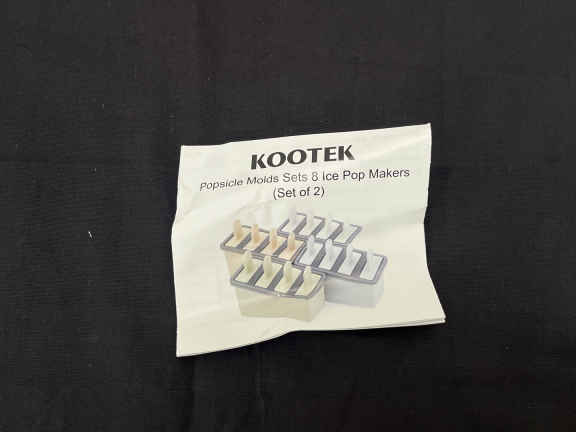 KOOTEK
Popsicle Molds Sets 8 Ice Pop Makers
(Set of 2)